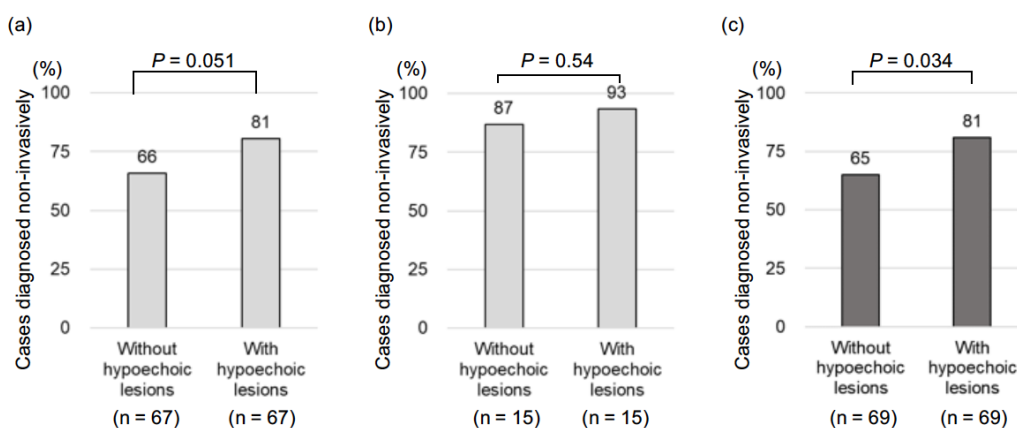 (a)
P = 0.051
(%)
Cases diagnosed non-invasively
100
75
50
25
0
66
81
Without hypoechoic lesions
With hypoechoic lesions
(n = 67)
(n = 67)
(b)
P = 0.54
(%)
Cases diagnosed non-invasively
100
75
50
25
0
87
93
Without hypoechoic lesions
With hypoechoic lesions
(n = 15)
(n = 15)
(c)
P = 0.034
(%)
Cases diagnosed non-invasively
100
75
50
25
0
65
81
Without hypoechoic lesions
With hypoechoic lesions
(n = 69)
(n = 69)